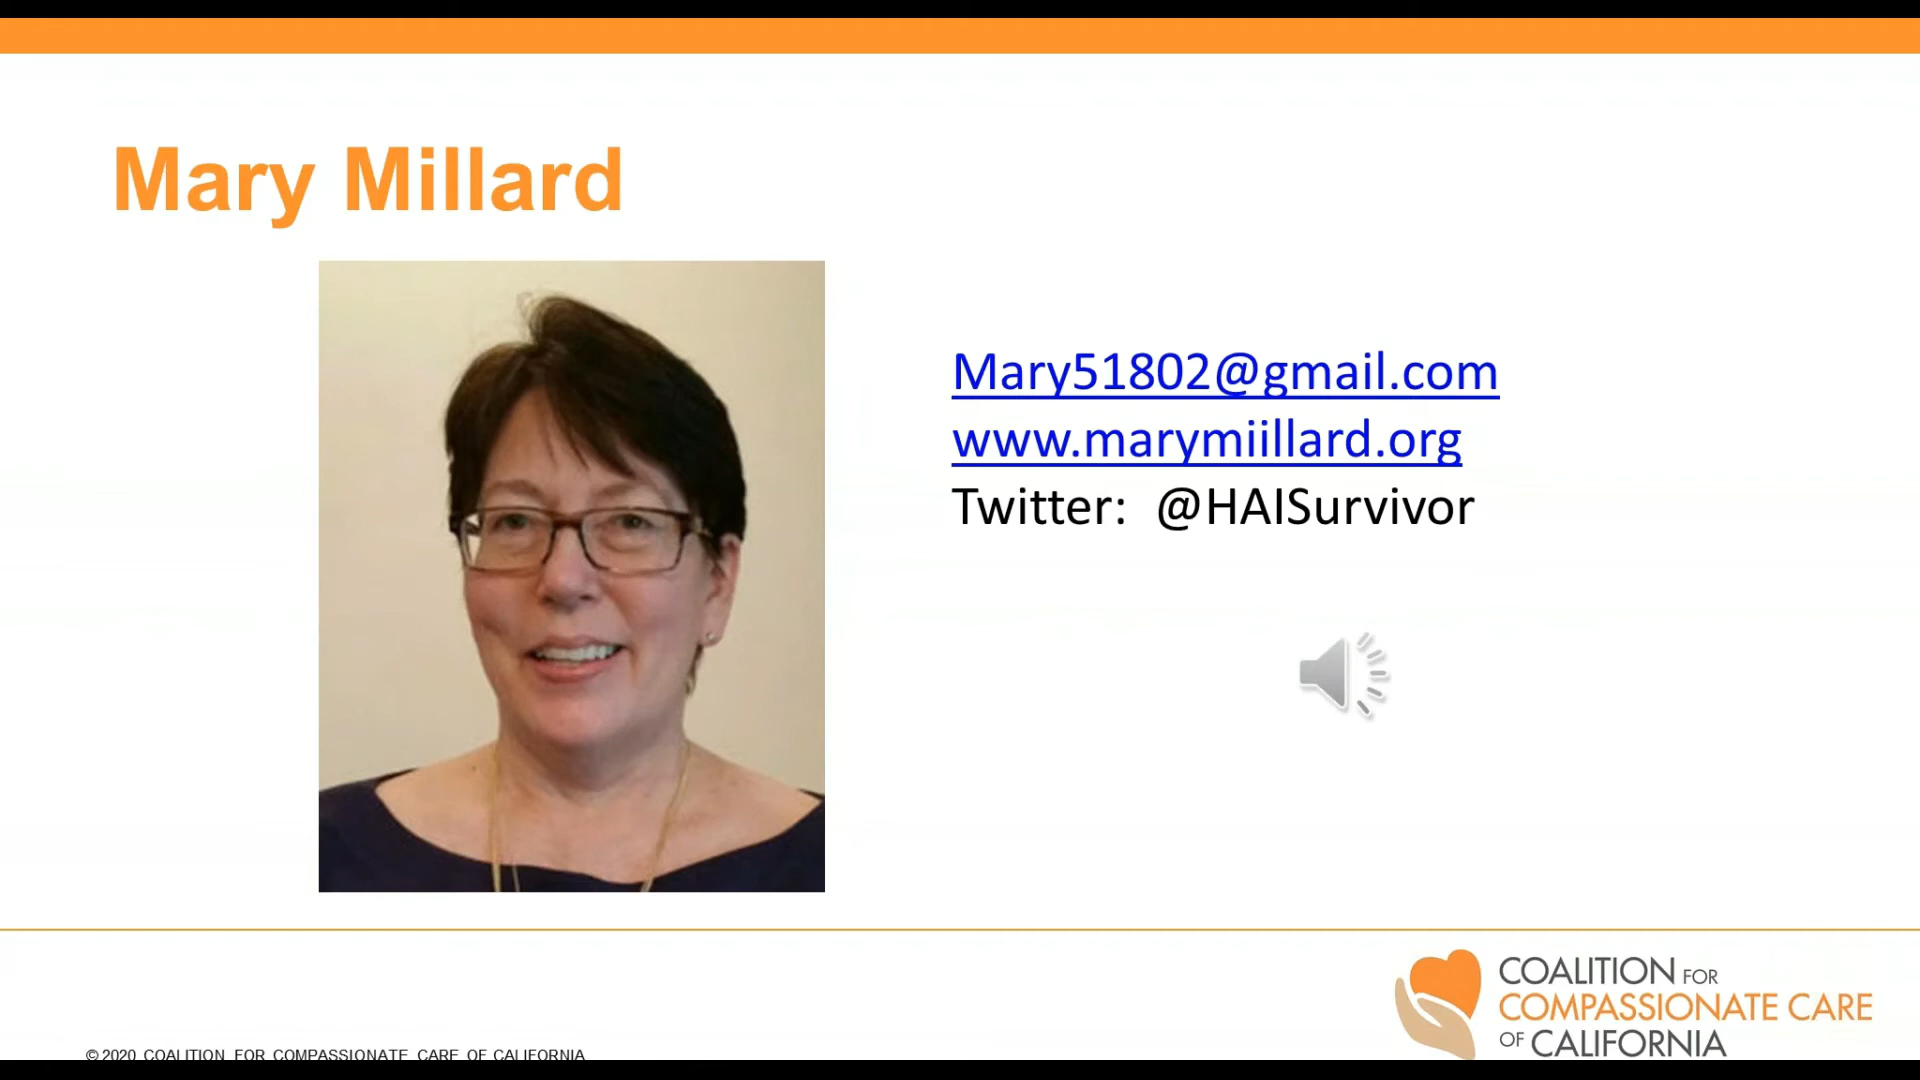 Mary Millard
Mary51802@gmail.com
www.marymiillard.org
Twitter: @HAISurvivor
COALITION FOR
COMPASSIONATE CARE
OF CALIFORNIA
© 2020 COALITION FOR COMPASSIONATE CARE OF CALIFORNIA